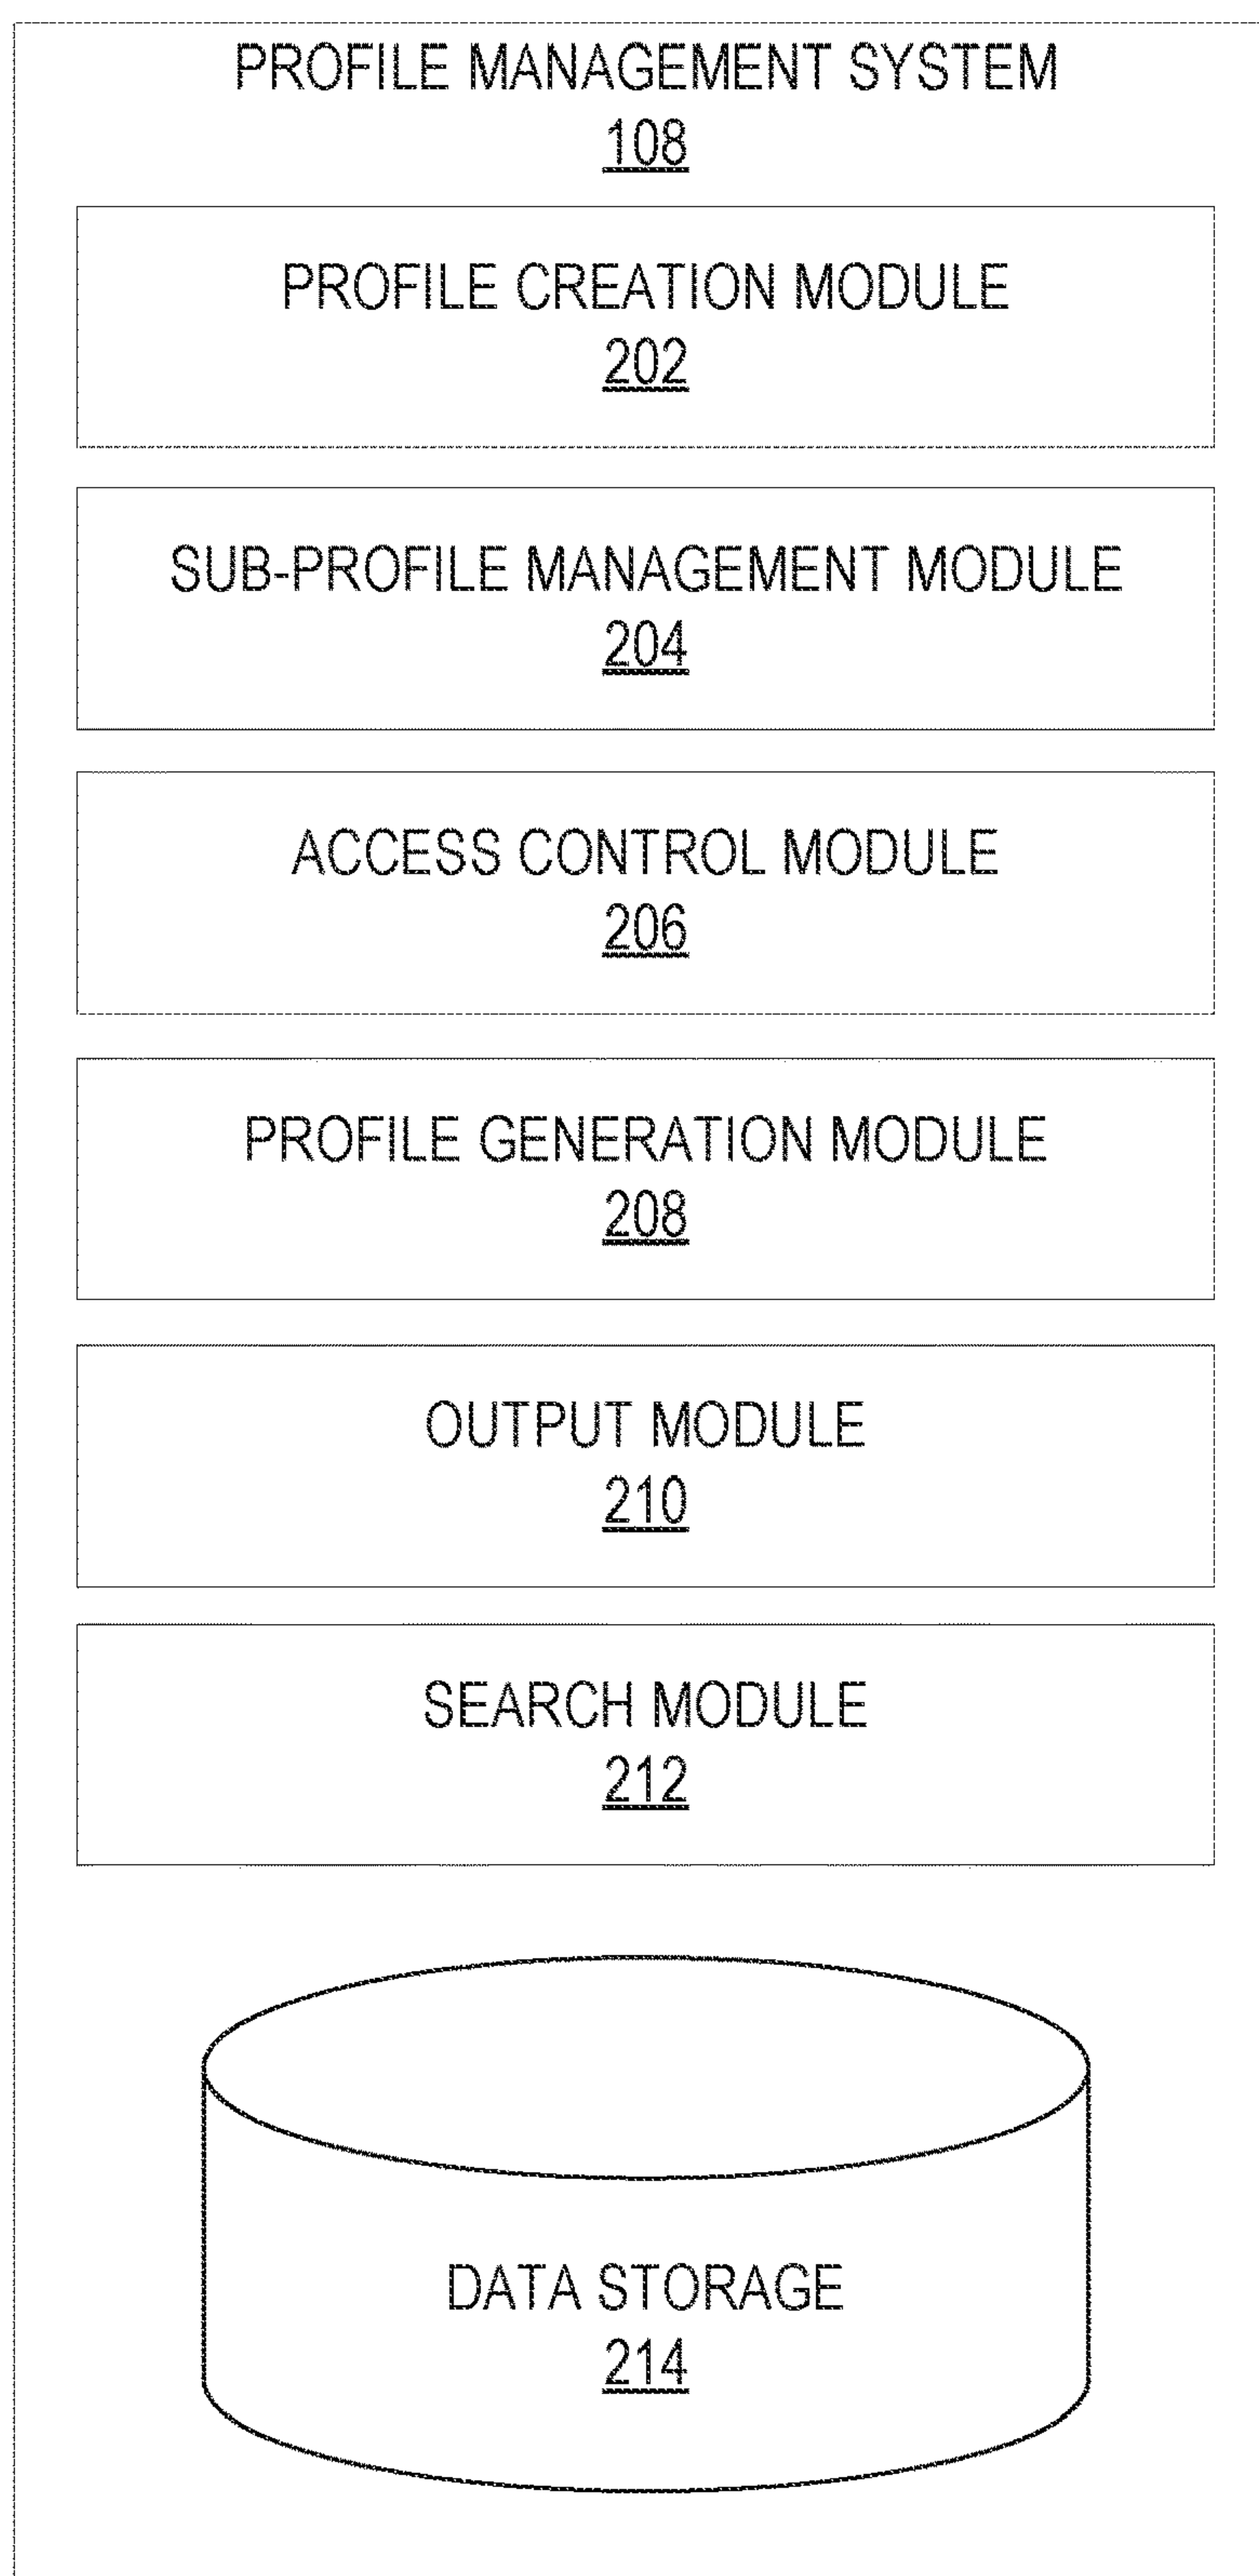 PROFILE MANAGEMENT SYSTEM
108
PROFILE CREATION MODULE
202
SUB-PROFILE MANAGEMENT MODULE
204
ACCESS CONTROL MODULE
206
PROFILE GENERATION MODULE
208
OUTPUT MODULE
210
SEARCH MODULE
212
DATA STORAGE
214